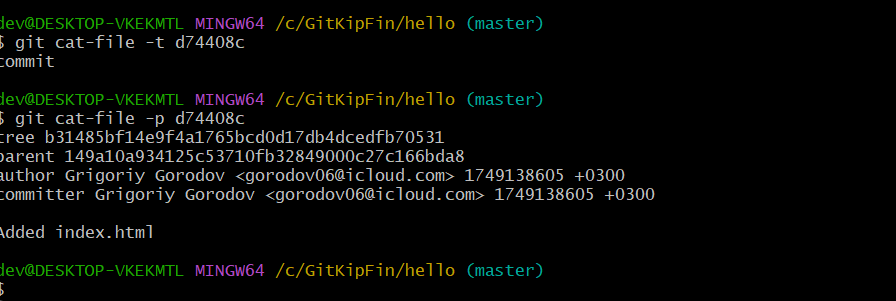 dev@DESKTOP-VKEKMTL MINGW64 /c/GitKipFin/hello (master)
$ git cat-file -t d74408c
commit
dev@DESKTOP-VKEKMTL MINGW64 /c/GitKipFin/hello (master)
$ git cat-file -p d74408c
tree b31485bf14e9f4a1765bcd0d17db4dcedfb70531
parent 149a10a934125c53710fb32849000c27c166bda8
author Grigoriy Gorodov <gorodov06@icloud.com> 1749138605 +0300
committer Grigoriy Gorodov <gorodov06@icloud.com> 1749138605 +0300
Added index.html
dev@DESKTOP-VKEKMTL MINGW64 /c/GitKipFin/hello (master)
$